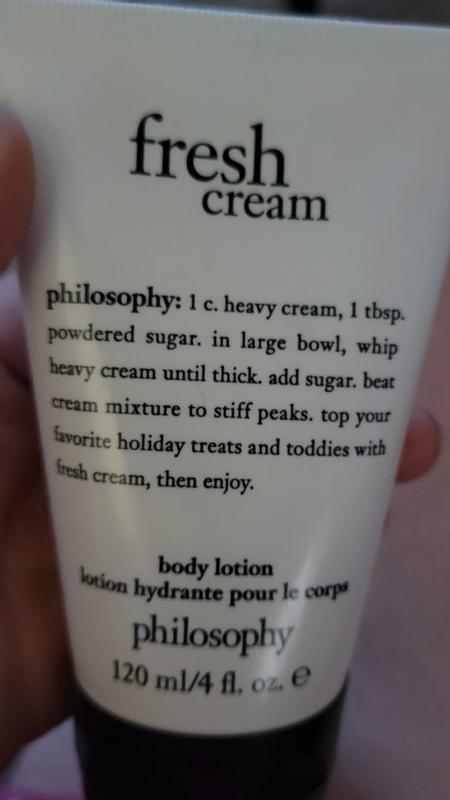 fresh
cream
philosophy: 1 c. heavy cream, 1 tbsp.
powdered sugar. in large bowl, whip
heavy cream until thick. add sugar. beat
cream mixture to stiff peaks. top your
favorite holiday treats and toddies with
fresh cream, then enjoy.
body lotion
lotion hydrante pour le corps
philosophy
120 ml/4 fl. oz. ℮